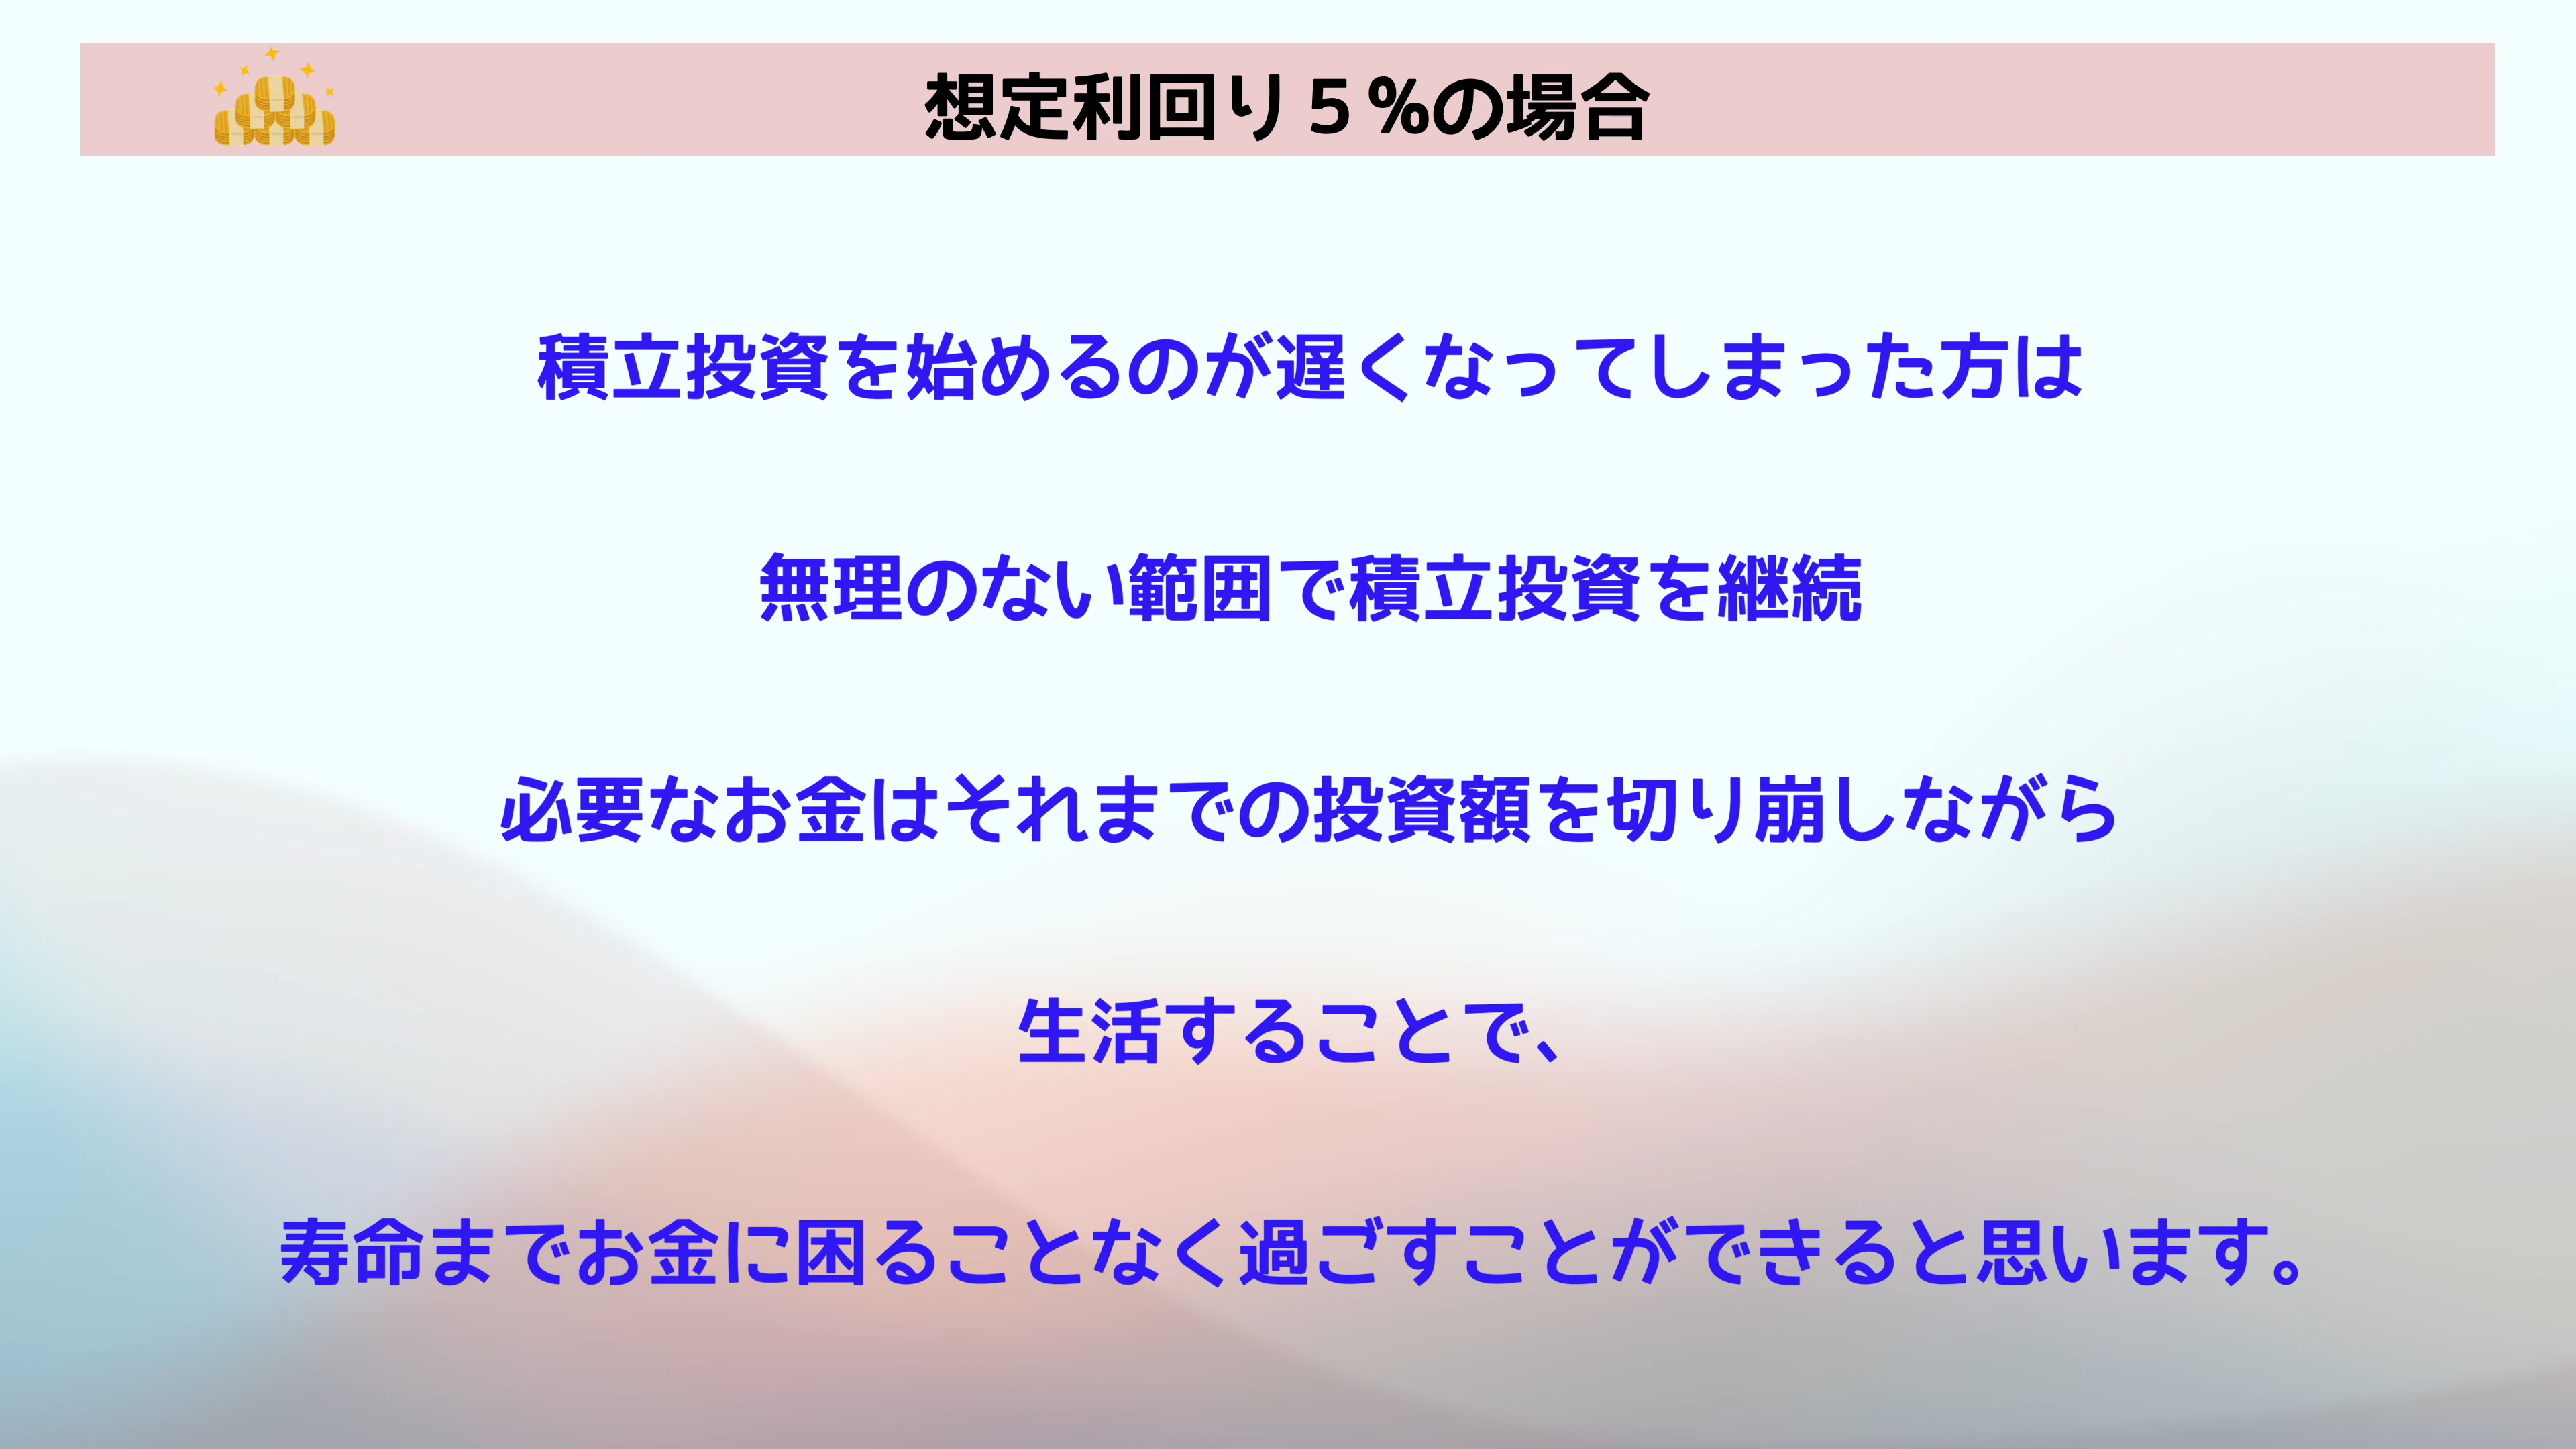 想定利回り５％の場合
積立投資を始めるのが遅くなってしまった方は
無理のない範囲で積立投資を継続
必要なお金はそれまでの投資額を切り崩しながら
生活することで、
寿命までお金に困ることなく過ごすことができると思います。